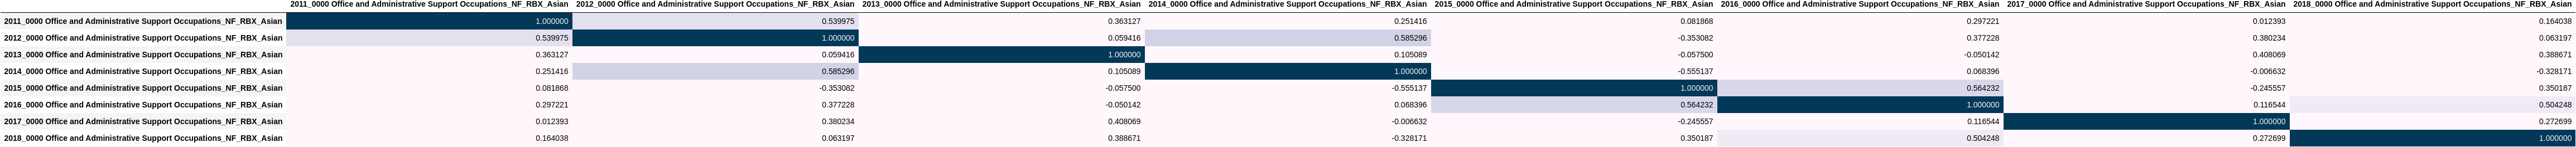 2011_0000 Office and Administrative Support Occupations_NF_RBX_Asian 2012_0000 Office and Administrative Support Occupations_NF_RBX_Asian 2013_0000 Office and Administrative Support Occupations_NF_RBX_Asian 2014_0000 Office and Administrative Support Occupations_NF_RBX_Asian 2015_0000 Office and Administrative Support Occupations_NF_RBX_Asian 2016_0000 Office and Administrative Support Occupations_NF_RBX_Asian 2017_0000 Office and Administrative Support Occupations_NF_RBX_Asian 2018_0000 Office and Administrative Support Occupations_NF_RBX_Asian
2011_0000 Office and Administrative Support Occupations_NF_RBX_Asian 1.000000 0.539975 0.363127 0.251416 0.081868 0.297221 0.012393 0.164038
2012_0000 Office and Administrative Support Occupations_NF_RBX_Asian 0.539975 1.000000 0.059416 0.585296 -0.353082 0.377228 0.380234 0.063197
2013_0000 Office and Administrative Support Occupations_NF_RBX_Asian 0.363127 0.059416 1.000000 0.105089 -0.057500 -0.050142 0.408069 0.388671
2014_0000 Office and Administrative Support Occupations_NF_RBX_Asian 0.251416 0.585296 0.105089 1.000000 -0.555137 0.068396 -0.006632 -0.328171
2015_0000 Office and Administrative Support Occupations_NF_RBX_Asian 0.081868 -0.353082 -0.057500 -0.555137 1.000000 0.564232 -0.245557 0.350187
2016_0000 Office and Administrative Support Occupations_NF_RBX_Asian 0.297221 0.377228 -0.050142 0.068396 0.564232 1.000000 0.116544 0.504248
2017_0000 Office and Administrative Support Occupations_NF_RBX_Asian 0.012393 0.380234 0.408069 -0.006632 -0.245557 0.116544 1.000000 0.272699
2018_0000 Office and Administrative Support Occupations_NF_RBX_Asian 0.164038 0.063197 0.388671 -0.328171 0.350187 0.504248 0.272699 1.000000